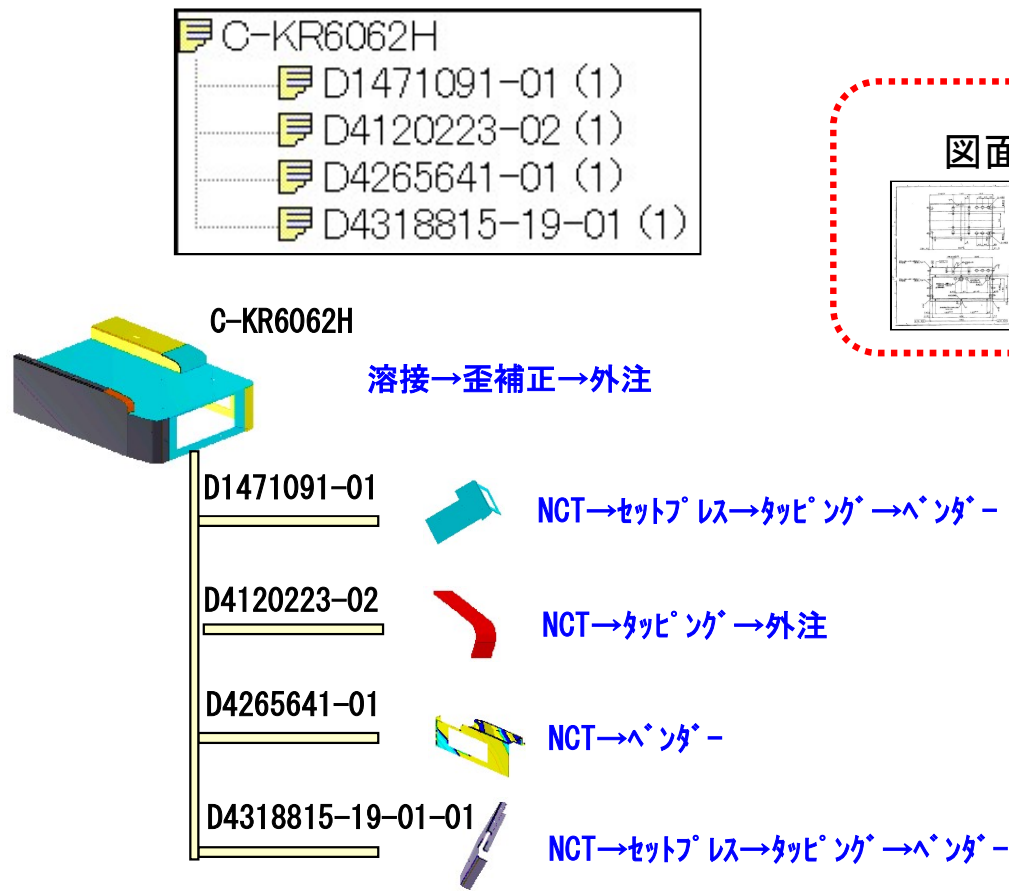 C-KR6062H
D1471091-01 (1)
D4120223-02 (1)
D4265641-01 (1)
D4318815-19-01 (1)
図面
C-KR6062H
溶接→歪補正→外注
D1471091-01
NCT→セットプレス→タッピング→ベンダー
D4120223-02
NCT→タッピング→外注
D4265641-01
NCT→ベンダー
D4318815-19-01-01
NCT→セットプレス→タッピング→ベンダー